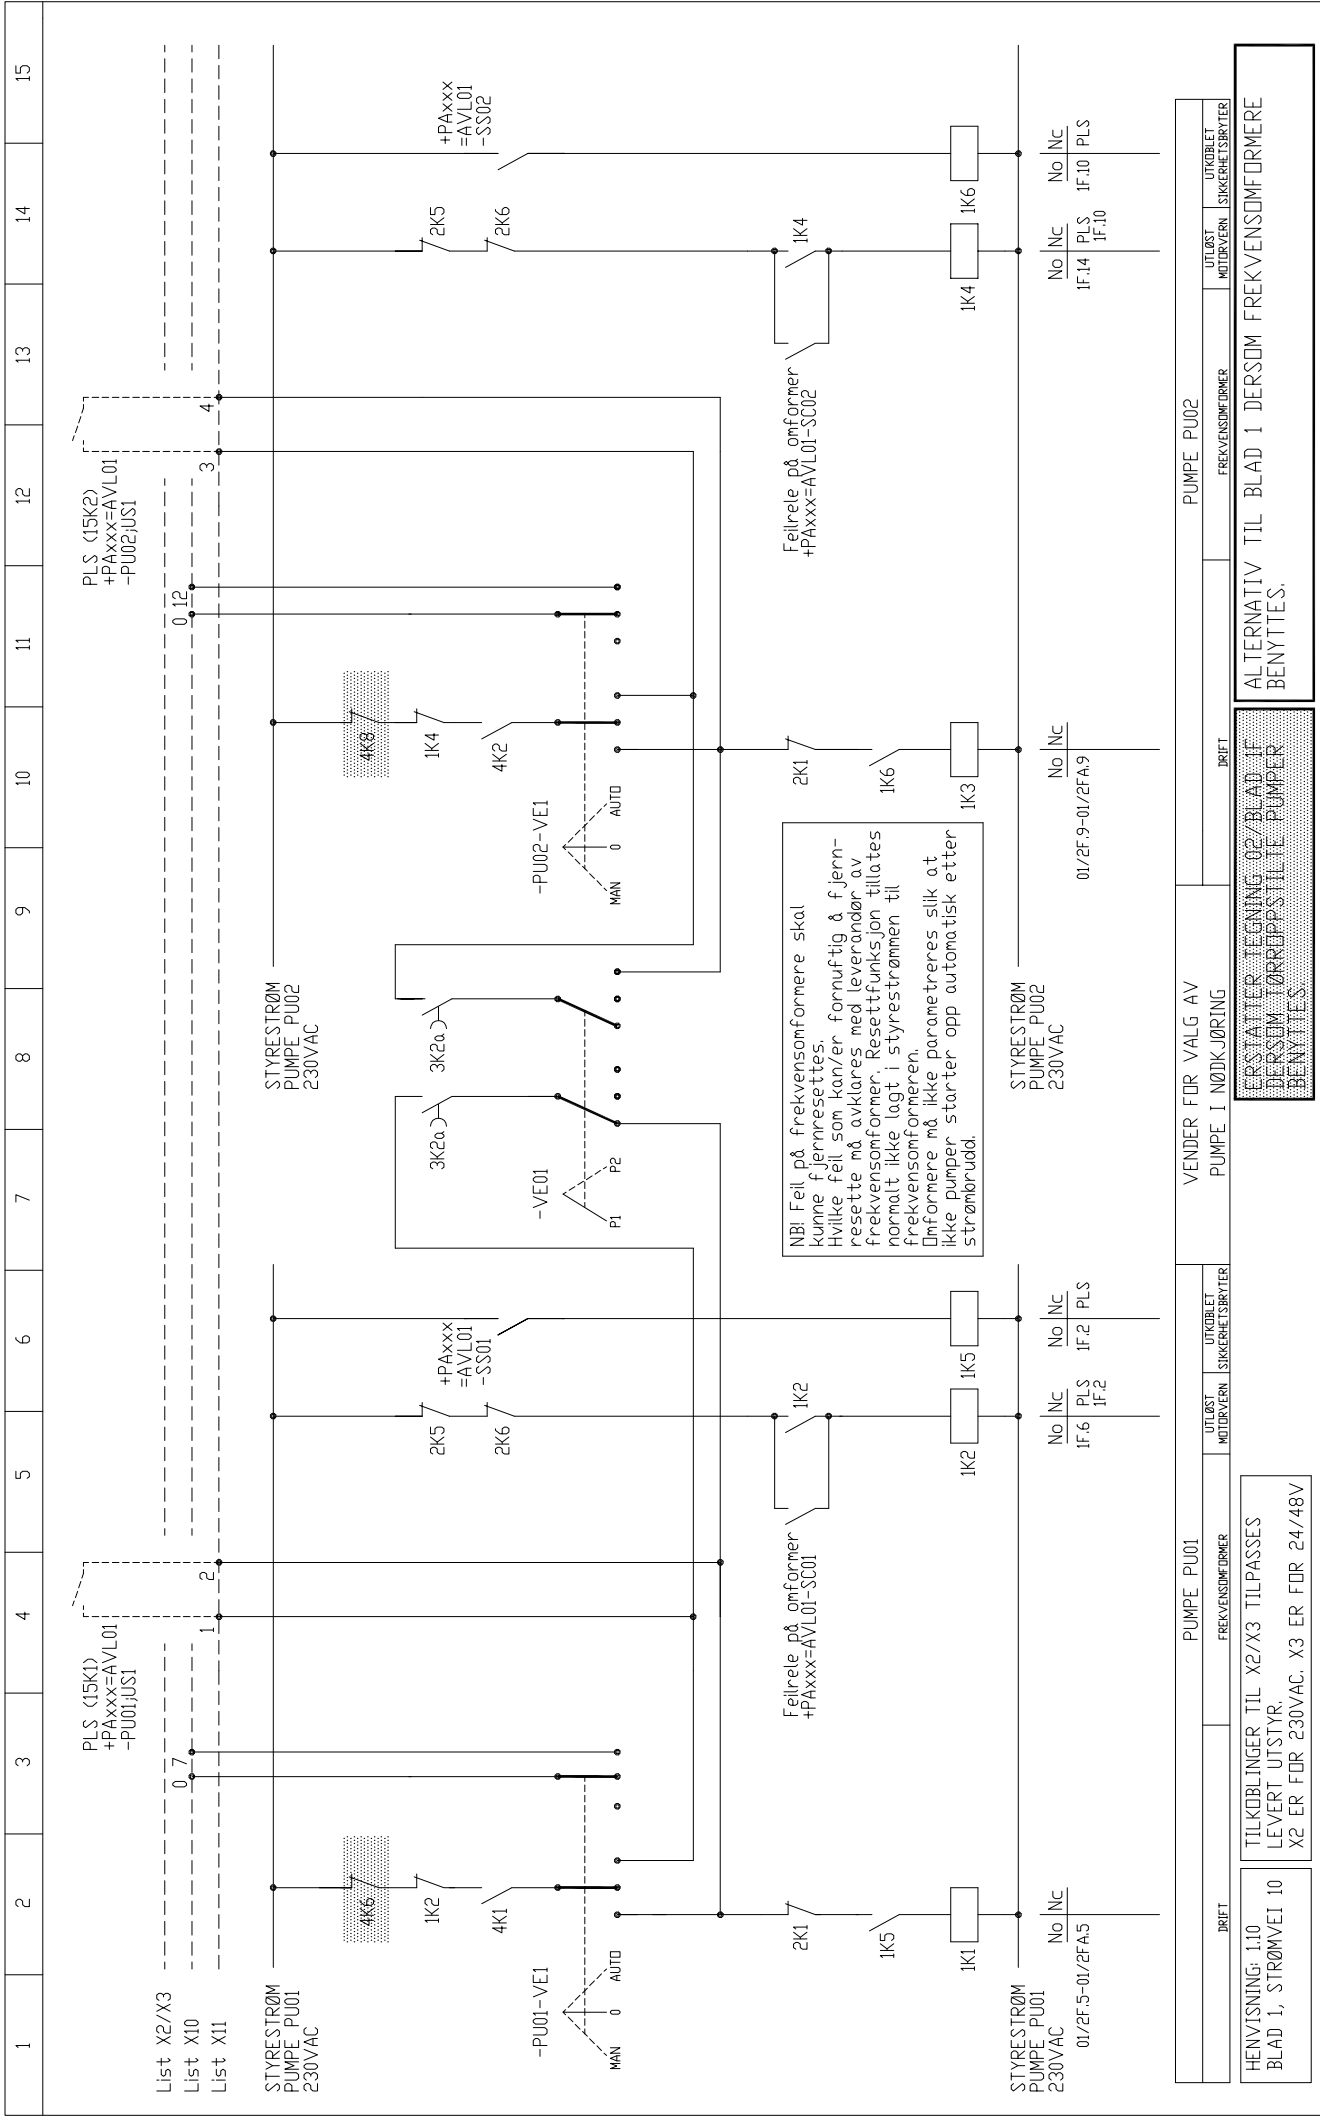 1 2 3 4 5 6 7 8 9 10 11 12 13 14 15
List X2/X3
List X10
List X11
PLS (15K1)
+PAxxx=AVL01
-PU01;US1
0 7
1 2
PLS (15K2)
+PAxxx=AVL01
-PU02;US1
0 12
3 4
STYRESTRØM
PUMPE PU01
230VAC
4K6
1K2
4K1
-PU01-VE1
MAN 0 AUTO
2K1
1K5
1K1
2K5
2K6
+PAxxx
=AVL01
-SS01
Feilrele på omformer
+PAxxx=AVL01-SC01
1K2
1K2
1K5
STYRESTRØM
PUMPE PU01
230VAC
No Nc
01/2F.5-01/2FA.5
No Nc
1F.6 PLS
1F.2
No Nc
1F.2 PLS
3K2a
3K2a
-VE01
P1 P2
NB! Feil på frekvensomformere skal
kunne fjernresettes.
Hvilke feil som kan/er fornuftig å fjern-
resette må avklares med leverandør av
frekvensomformer. Resettfunksjon tillates
normalt ikke lagt i styrestrømmen til
frekvensomformeren.
Omformere må ikke parametreres slik at
ikke pumper starter opp automatisk etter
strømbrudd.
STYRESTRØM
PUMPE PU02
230VAC
4K8
1K4
4K2
-PU02-VE1
MAN 0 AUTO
2K1
1K6
1K3
2K5
2K6
+PAxxx
=AVL01
-SS02
Feilrele på omformer
+PAxxx=AVL01-SC02
1K4
1K4
1K6
STYRESTRØM
PUMPE PU02
230VAC
No Nc
01/2F.9-01/2FA.9
No Nc
1F.14 PLS
1F.10
No Nc
1F.10 PLS
PUMPE PU01
DRIFT
FREKVENSOMFORMER
UTLØST
MOTORVERN
UTKOBLET
SIKKERHETSBRYTER
VENDER FOR VALG AV
PUMPE I NØDKJØRING
PUMPE PU02
DRIFT
FREKVENSOMFORMER
UTLØST
MOTORVERN
UTKOBLET
SIKKERHETSBRYTER
HENVISNING: 1.10
BLAD 1, STRØMVEI 10
TILKOBLINGER TIL X2/X3 TILPASSES
LEVERT UTSTYR.
X2 ER FOR 230VAC. X3 ER FOR 24/48V
ERSTATTER TEGNING 02/BLAD 1F
DERSOM TØRROPPSTILTE PUMPER
BENYTTES.
ALTERNATIV TIL BLAD 1 DERSOM FREKVENSOMFORMERE
BENYTTES.